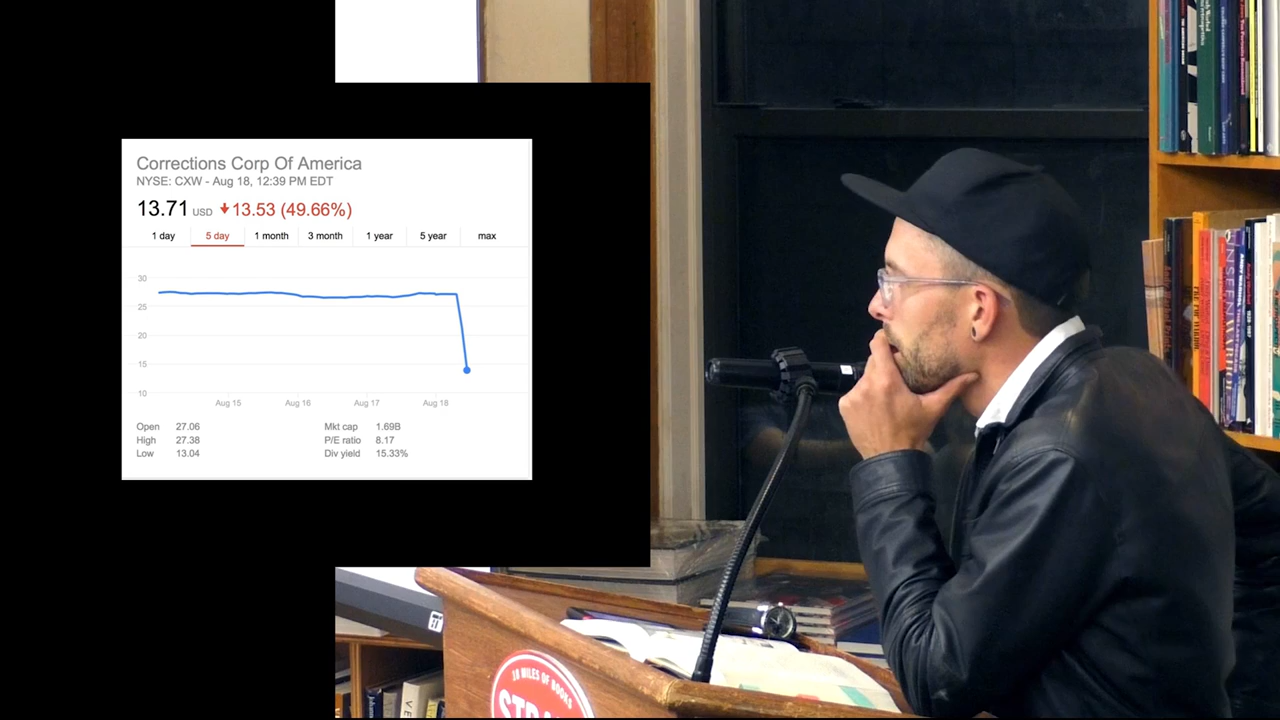 Corrections Corp Of America
NYSE: CXW - Aug 18, 12:39 PM EDT
13.71 USD 13.53 (49.66%)
1 day 5 day 1 month 3 month 1 year 5 year max
30
25
20
15
10
Aug 15 Aug 16 Aug 17 Aug 18
Open 27.06 Mkt cap 1.69B
High 27.38 P/E ratio 8.17
Low 13.04 Div yield 15.33%
18 MILES OF BOOKS
UNSEEN